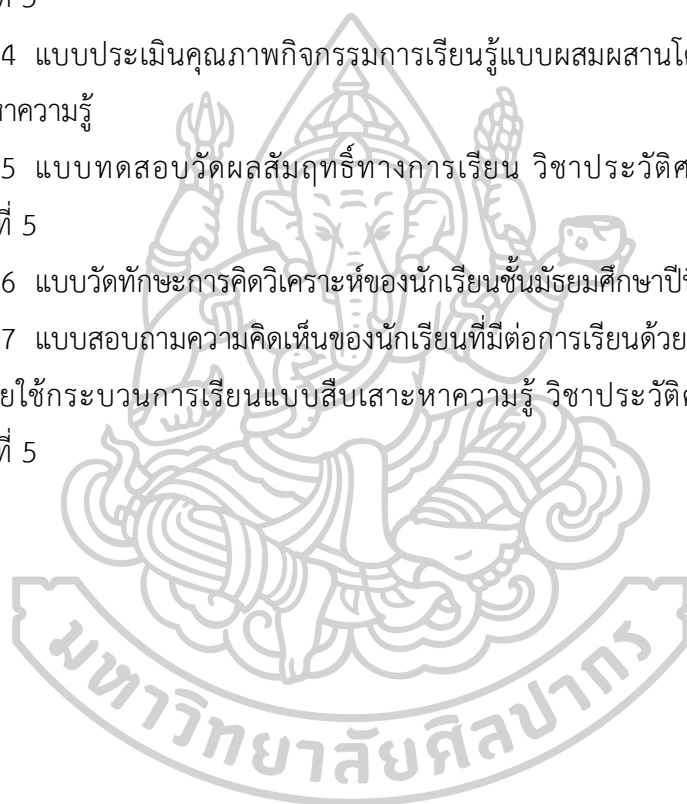 ที่ 5
4 แบบประเมินคุณภาพกิจกรรมการเรียนรู้แบบผสมผสานโด
หาความรู้
5 แบบทดสอบวัดผลสัมฤทธิ์ทางการเรียน วิชาประวัติศ
ที่ 5
6 แบบวัดทักษะการคิดวิเคราะห์ของนักเรียนชั้นมัธยมศึกษาปีที
7 แบบสอบถามความคิดเห็นของนักเรียนที่มีต่อการเรียนด้วย
ยใช้กระบวนการเรียนแบบสืบเสาะหาความรู้ วิชาประวัติศ
ที่ 5
มหาวิทยาลัยศิลปากร